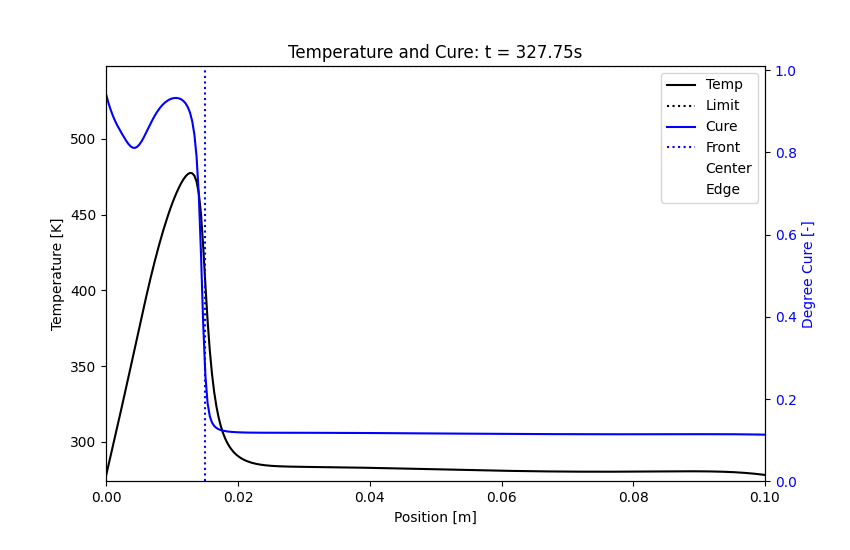 Temperature and Cure: t = 327.75s
Temp
Limit
Cure
Front
Center
Edge
Temperature [K]
500
450
400
350
300
Degree Cure [-]
1.0
0.8
0.6
0.4
0.2
0.0
0.00 0.02 0.04 0.06 0.08 0.10
Position [m]